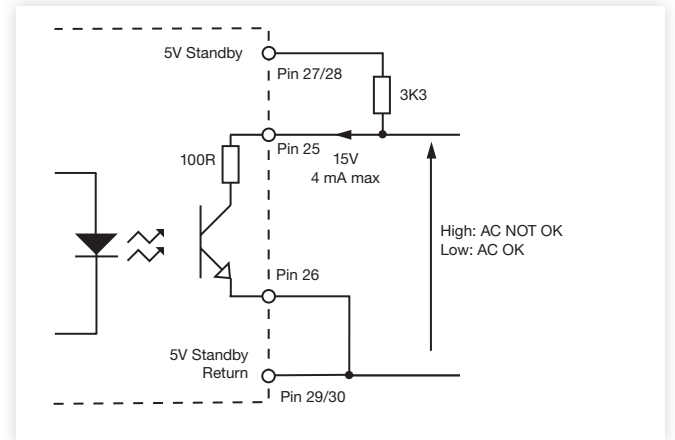 5V Standby
Pin 27/28
3K3
Pin 25
100R
15V
4 mA max
High: AC NOT OK
Low: AC OK
Pin 26
5V Standby
Return
Pin 29/30